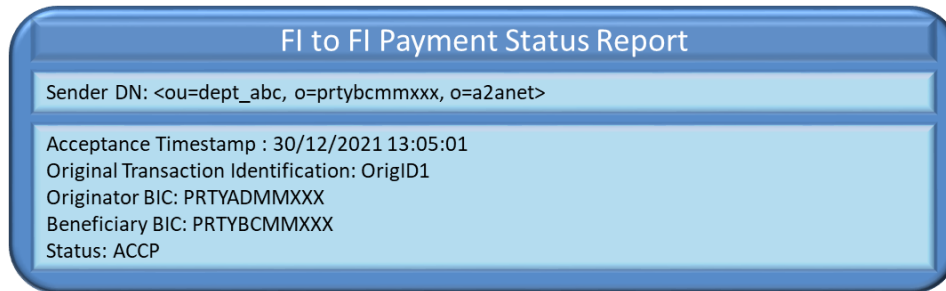 FI to FI Payment Status Report
Sender DN: <ou=dept_abc, o=prtybcmmxxx, o=a2anet>
Acceptance Timestamp : 30/12/2021 13:05:01
Original Transaction Identification: OrigID1
Originator BIC: PRTYADMMXXX
Beneficiary BIC: PRTYBCMMXXX
Status: ACCP